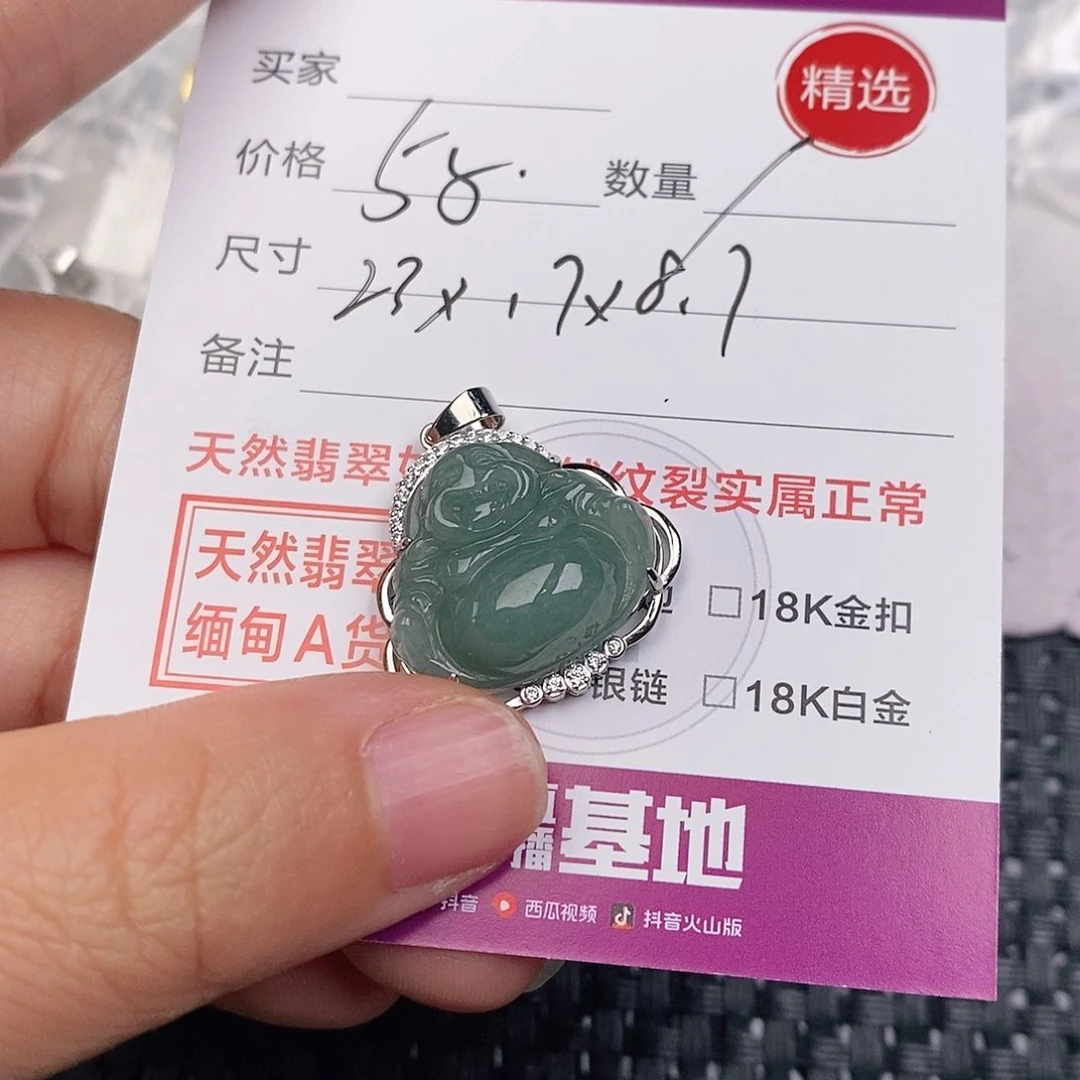 买家
精选
价格 58. 数量
尺寸 23x17x8.7
备注
天然翡翠 纹裂实属正常
天然翡翠
缅甸A货
18K金扣
银链 18K白金
播基地
抖音 西瓜视频 抖音火山版